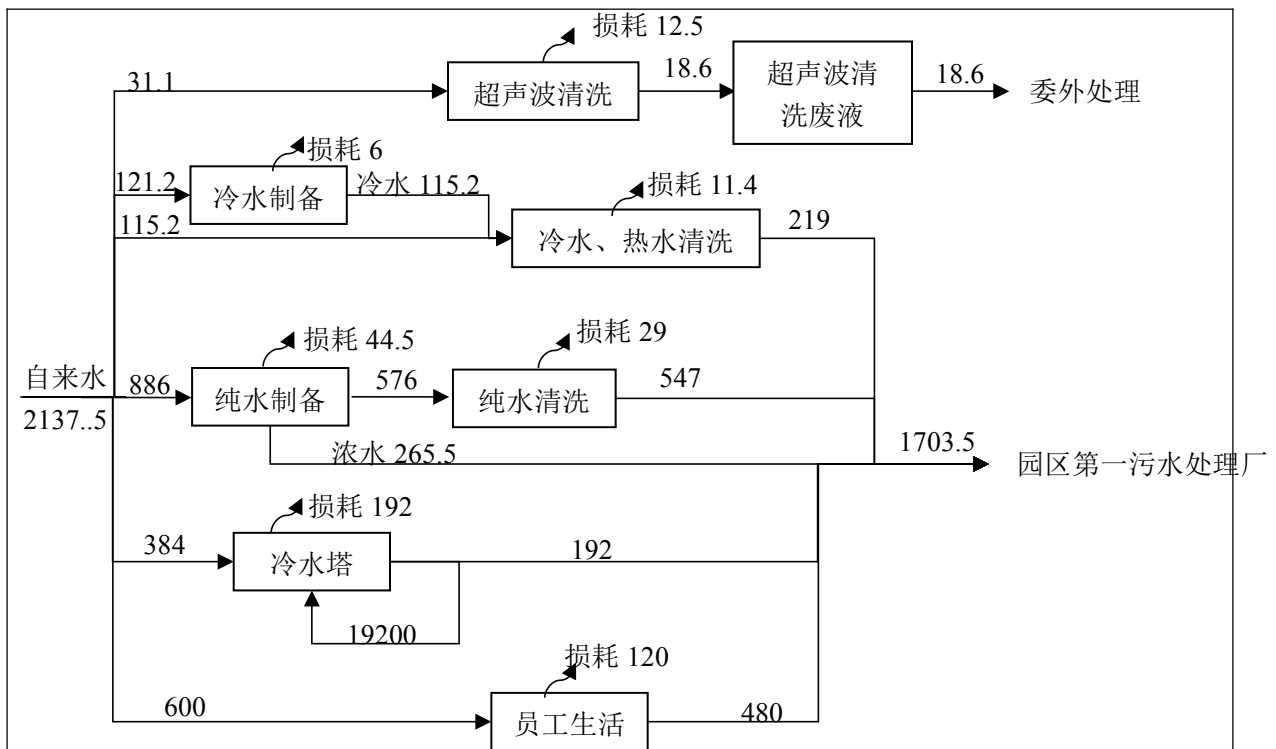 损耗 12.5
31.1
超声波清洗
18.6
超声波清
洗废液
18.6
委外处理
损耗 6
121.2
冷水制备
冷水 115.2
损耗 11.4
115.2
冷水、热水清洗
219
损耗 44.5
损耗 29
自来水
2137..5
886
纯水制备
576
纯水清洗
547
浓水 265.5
1703.5
园区第一污水处理厂
损耗 192
384
冷水塔
192
19200
损耗 120
600
员工生活
480